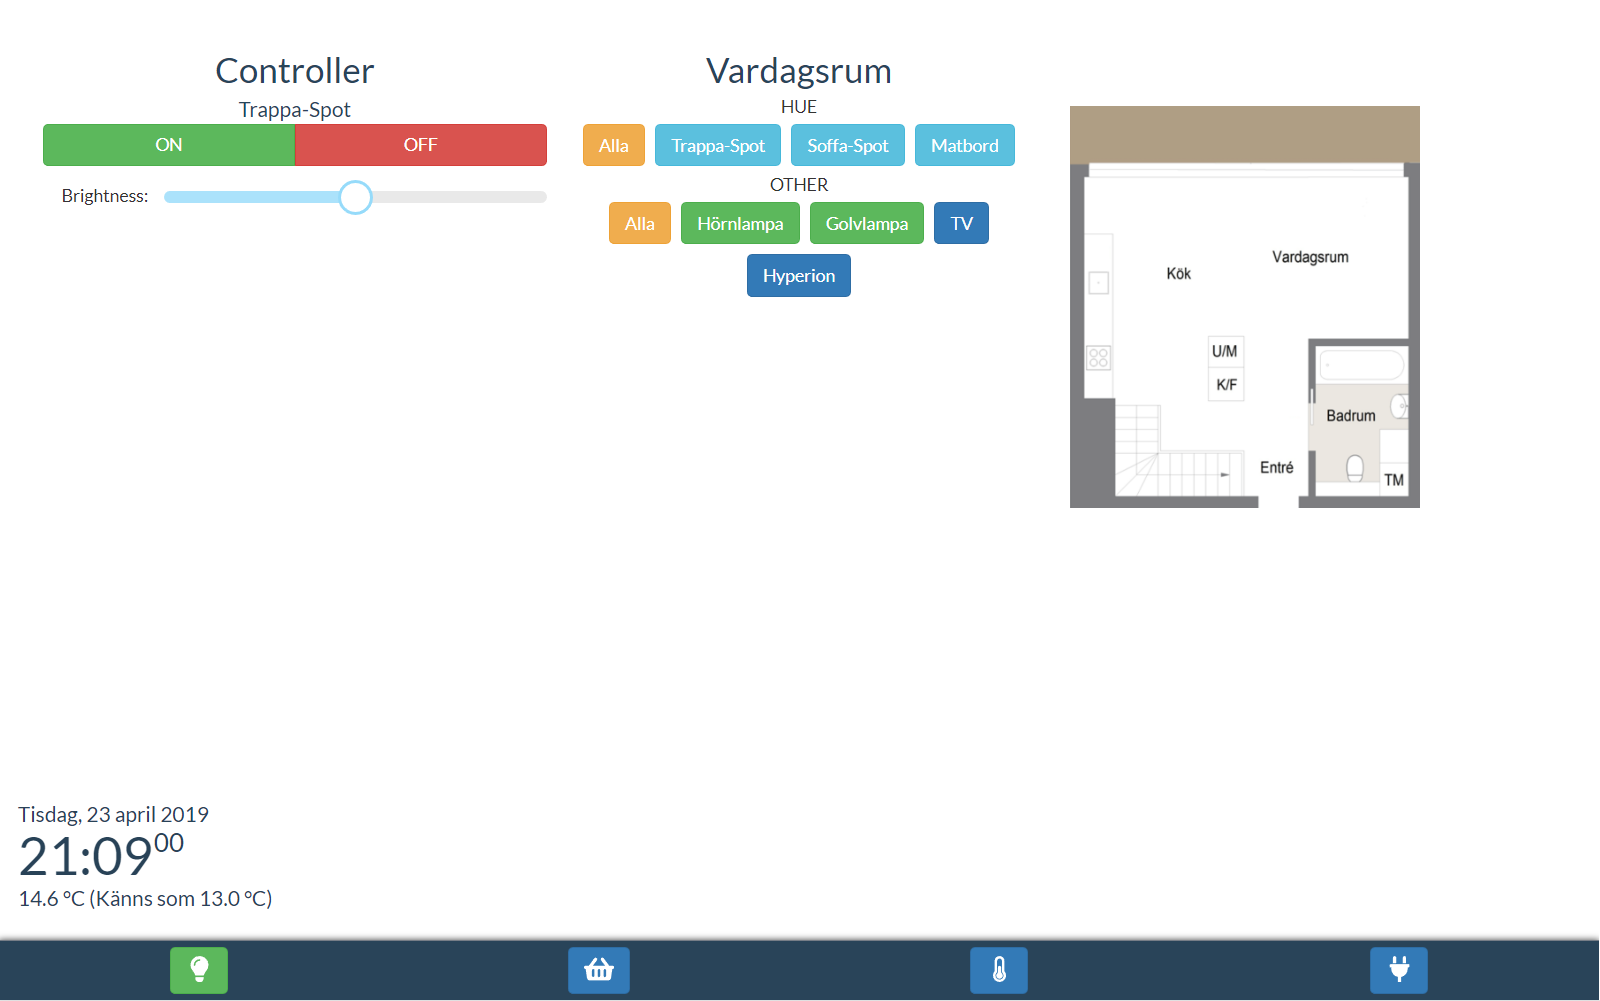 Controller
Trappa-Spot
ON OFF
Brightness:
Vardagsrum
HUE
Alla Trappa-Spot Soffa-Spot Matbord
OTHER
Alla Hörnlampa Golvlampa TV
Hyperion
Vardagsrum
Kök
U/M
K/F
Badrum
Entré
TM
Tisdag, 23 april 2019
21:09 00
14.6 °C (Känns som 13.0 °C)